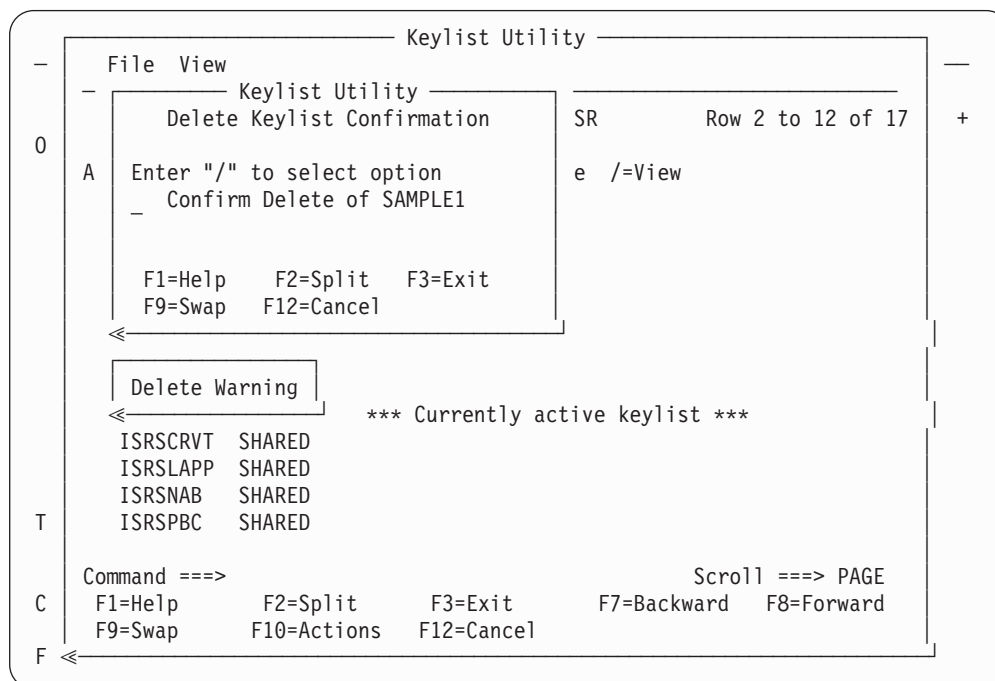 Keylist Utility
File View
Keylist Utility
Delete Keylist Confirmation SR Row 2 to 12 of 17 +
O
A Enter "/" to select option e /=View
_ Confirm Delete of SAMPLE1
F1=Help F2=Split F3=Exit
F9=Swap F12=Cancel
Delete Warning
*** Currently active keylist ***
ISRSCRVT SHARED
ISRSLAPP SHARED
ISRSNAB SHARED
T ISRSPBC SHARED
Command ===> Scroll ===> PAGE
C F1=Help F2=Split F3=Exit F7=Backward F8=Forward
F9=Swap F10=Actions F12=Cancel
F